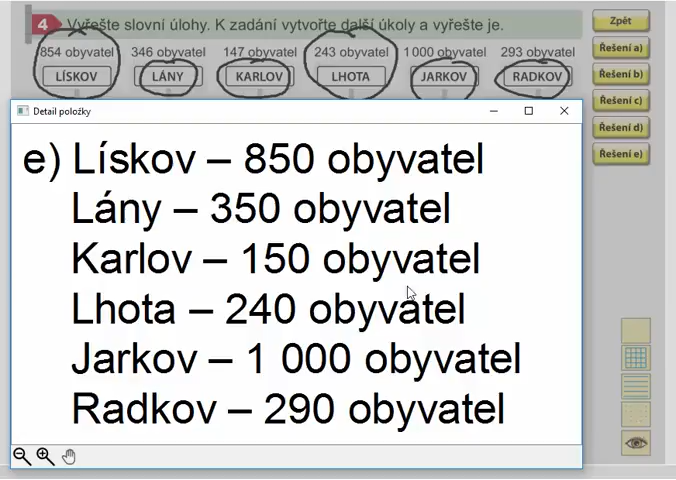 4 Vyřešte slovní úlohy. K zadání vytvořte další úkoly a vyřešte je.
854 obyvatel 346 obyvatel 147 obyvatel 243 obyvatel 1 000 obyvatel 293 obyvatel
LÍSKOV LÁNY KARLOV LHOTA JARKOV RADKOV
Zpět
Řešení a)
Řešení b)
Řešení c)
Řešení d)
Řešení e)
Detail položky
e) Lískov – 850 obyvatel
Lány – 350 obyvatel
Karlov – 150 obyvatel
Lhota – 240 obyvatel
Jarkov – 1 000 obyvatel
Radkov – 290 obyvatel